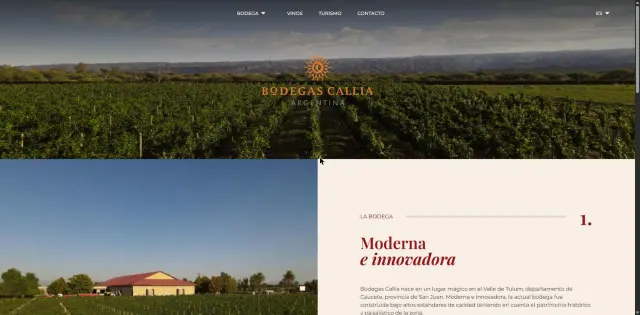 BODEGA
VINOS
TURISMO
CONTACTO
ES
BODEGAS CALLIA
ARGENTINA
LA BODEGA
1.
Moderna
e innovadora
Bodegas Callia nace en un lugar mágico en el Valle de Tulum, departamento de
Caucete, provincia de San Juan. Moderna e innovadora, la actual bodega fue
construida bajo altos estándares de calidad teniendo en cuenta el patrimonio histórico
y paisajístico de la zona.